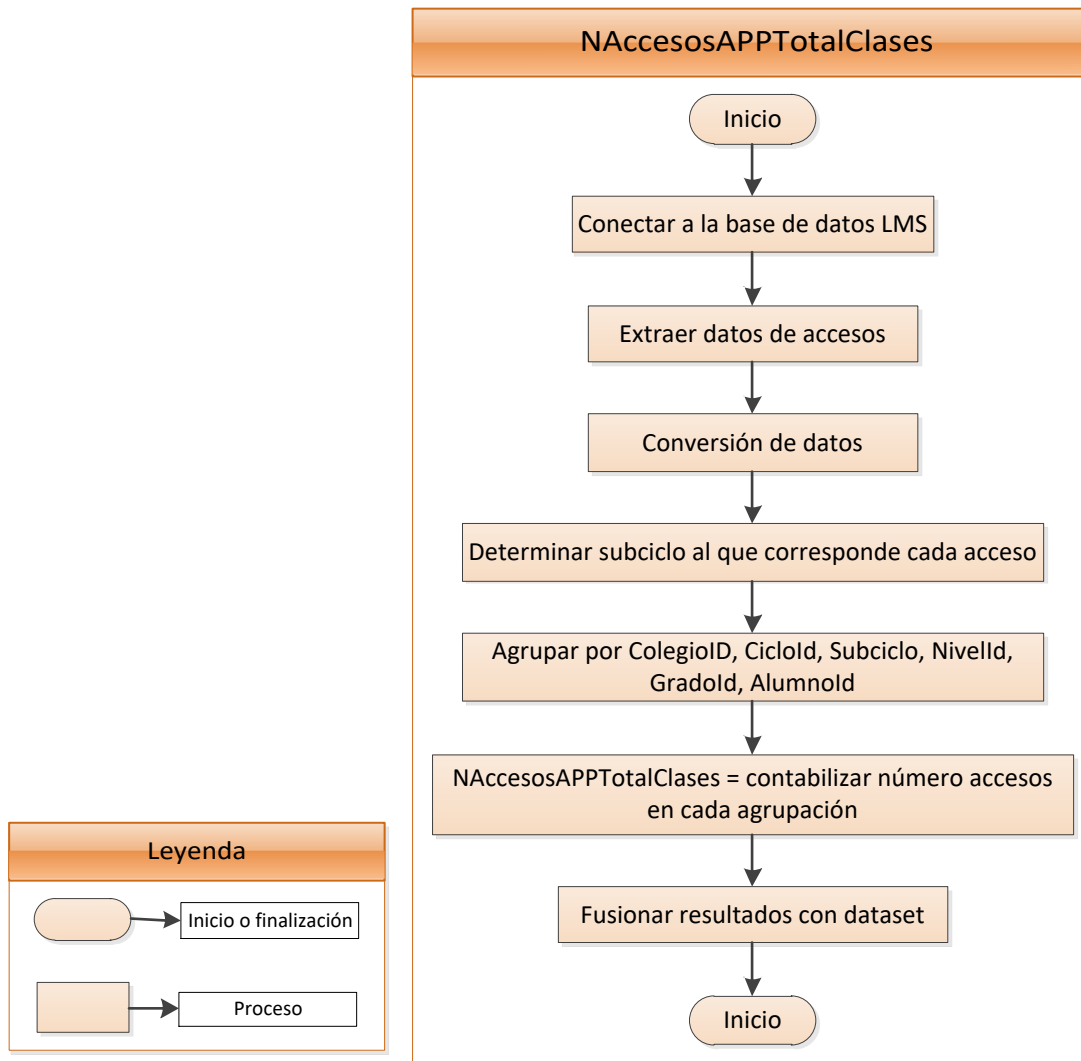 NAccesosAPPTotalClases
Inicio
Conectar a la base de datos LMS
Extraer datos de accesos
Conversión de datos
Determinar subciclo al que corresponde cada acceso
Agrupar por ColegioID, CicloId, Subciclo, NivelId,
GradoId, AlumnoId
NAccesosAPPTotalClases = contabilizar número accesos
en cada agrupación
Fusionar resultados con dataset
Inicio
Leyenda
Inicio o finalización
Proceso